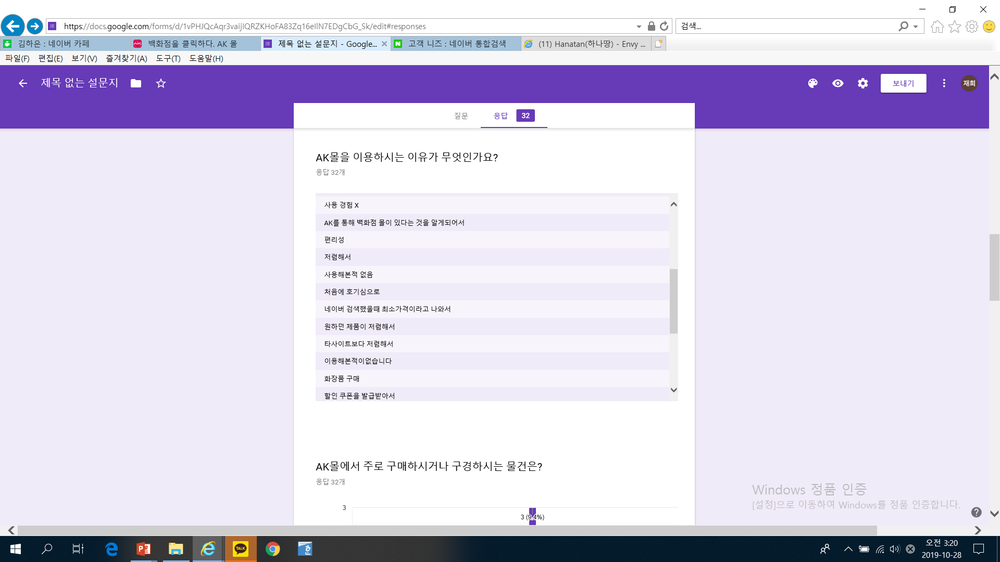 https://docs.google.com/forms/d/1vPHJQcAqr3vaijIQRZKHoFA83Zq16eIlN7EDgCbG_Sk/edit#responses
검색...
김하은 : 네이버 카페
백화점을 클릭하다. AK 몰
제목 없는 설문지 - Google...
고객 니즈 : 네이버 통합검색
(11) Hanatan(하나땅) - Envy ...
파일(F) 편집(E) 보기(V) 즐겨찾기(A) 도구(T) 도움말(H)
제목 없는 설문지
보내기
재희
질문
응답 32
AK몰을 이용하시는 이유가 무엇인가요?
응답 32개
사용 경험 X
AK를 통해 백화점 몰이 있다는 것을 알게되어서
편리성
저렴해서
사용해본적 없음
처음에 호기심으로
네이버 검색했을때 최소가격이라고 나와서
원하던 제품이 저렴해서
타사이트보다 저렴해서
이용해본적이없습니다
화장품 구매
할인 쿠폰을 발급받아서
AK몰에서 주로 구매하시거나 구경하시는 물건은?
응답 32개
3
3 (9.4%)
Windows 정품 인증
[설정]으로 이동하여 Windows를 정품 인증합니다.
TALK
오전 3:20
2019-10-28